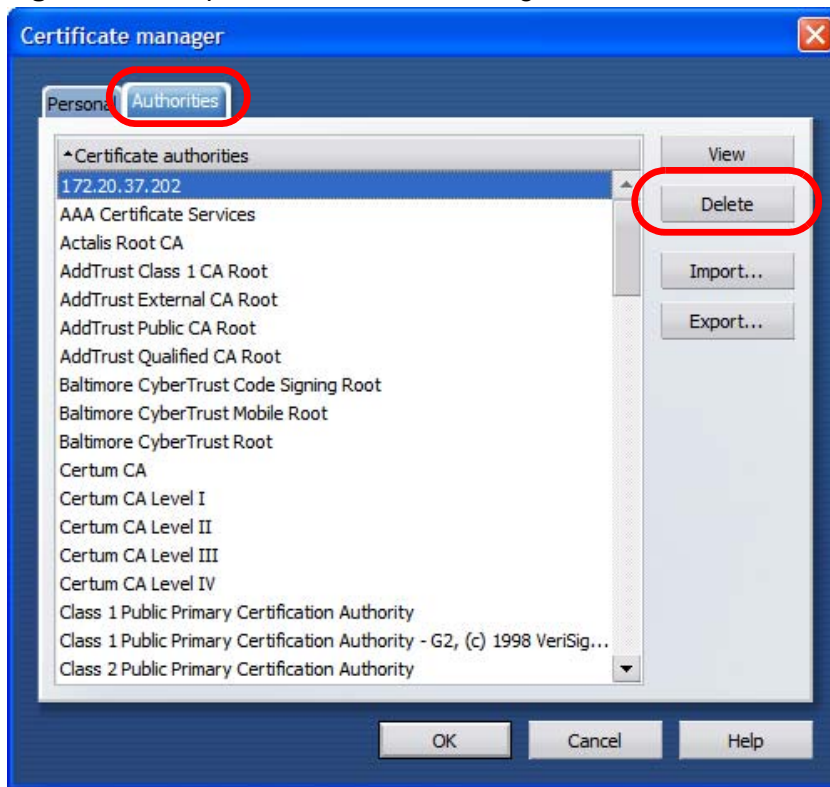 Certificate manager
Personal Authorities
Certificate authorities
172.20.37.202
AAA Certificate Services
Actalis Root CA
AddTrust Class 1 CA Root
AddTrust External CA Root
AddTrust Public CA Root
AddTrust Qualified CA Root
Baltimore CyberTrust Code Signing Root
Baltimore CyberTrust Mobile Root
Baltimore CyberTrust Root
Certum CA
Certum CA Level I
Certum CA Level II
Certum CA Level III
Certum CA Level IV
Class 1 Public Primary Certification Authority
Class 1 Public Primary Certification Authority - G2, (c) 1998 VeriSig...
Class 2 Public Primary Certification Authority
View
Delete
Import...
Export...
OK Cancel Help